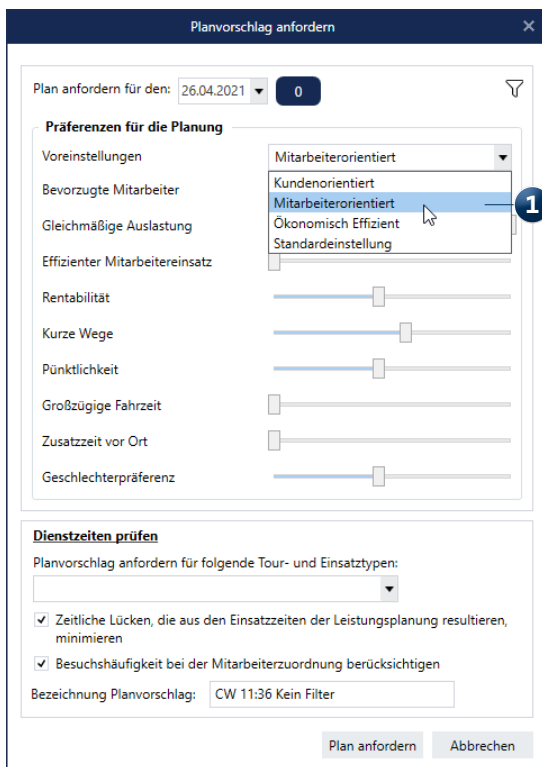 Planvorschlag anfordern
Plan anfordern für den: 26.04.2021 0
Präferenzen für die Planung
Voreinstellungen Mitarbeiterorientiert
Kundenorientiert
Bevorzugte Mitarbeiter Mitarbeiterorientiert 1
Gleichmäßige Auslastung Ökonomisch Effizient
Standardeinstellung
Effizienter Mitarbeitereinsatz
Rentabilität
Kurze Wege
Pünktlichkeit
Großzügige Fahrzeit
Zusatzzeit vor Ort
Geschlechterpräferenz
Dienstzeiten prüfen
Planvorschlag anfordern für folgende Tour- und Einsatztypen:
Zeitliche Lücken, die aus den Einsatzzeiten der Leistungsplanung resultieren,
minimieren
Besuchshäufigkeit bei der Mitarbeiterzuordnung berücksichtigen
Bezeichnung Planvorschlag: CW 11:36 Kein Filter
Plan anfordern Abbrechen